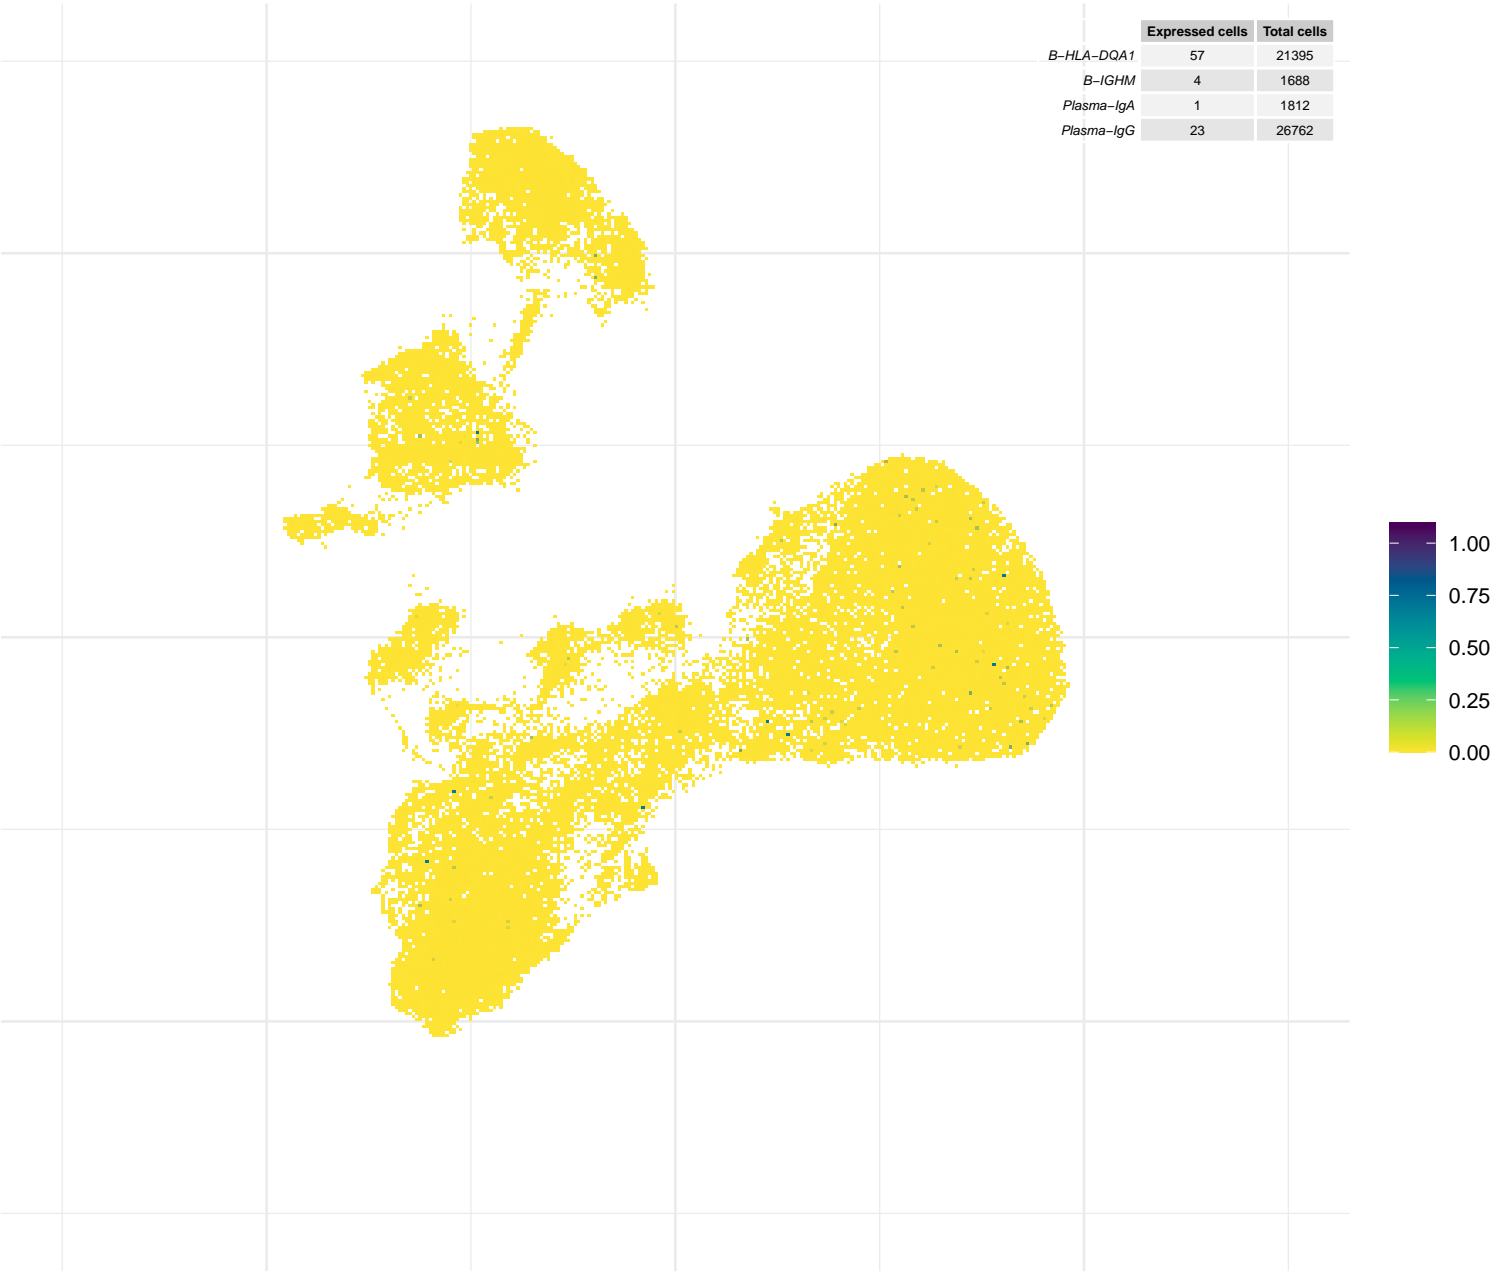 Expressed cells Total cells
B−HLA−DQA1 57 21395
B−IGHM 4 1688
Plasma−IgA 1 1812
Plasma−IgG 23 26762
1.00
0.75
0.50
0.25
0.00